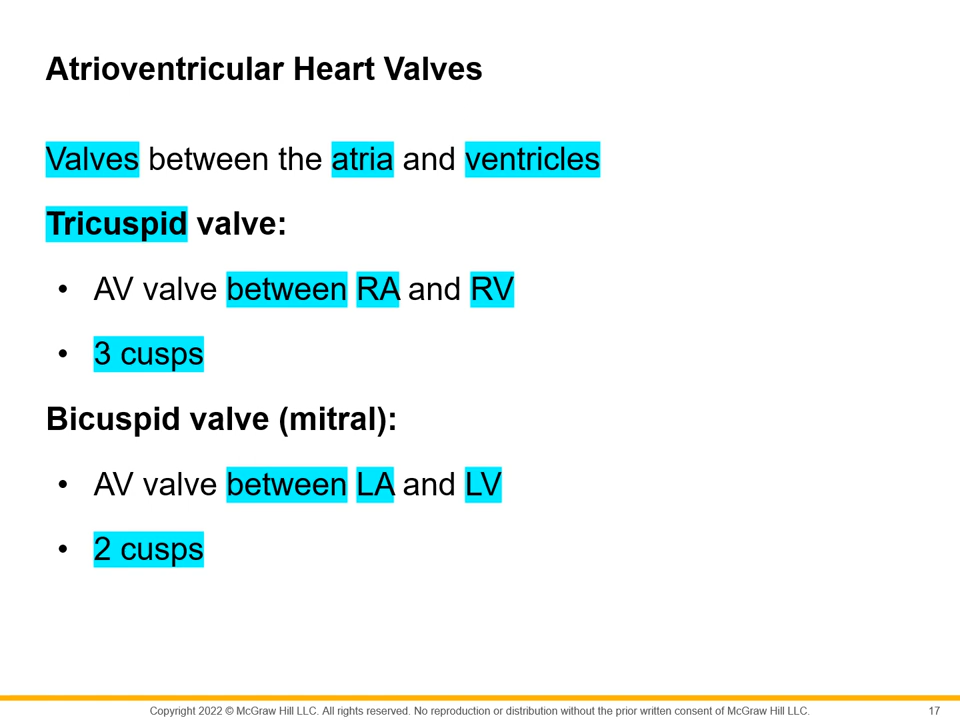 Atrioventricular Heart Valves
Valves between the atria and ventricles
Tricuspid valve:
• AV valve between RA and RV
• 3 cusps
Bicuspid valve (mitral):
• AV valve between LA and LV
• 2 cusps
Copyright 2022 © McGraw Hill LLC. All rights reserved. No reproduction or distribution without the prior written consent of McGraw Hill LLC. 17